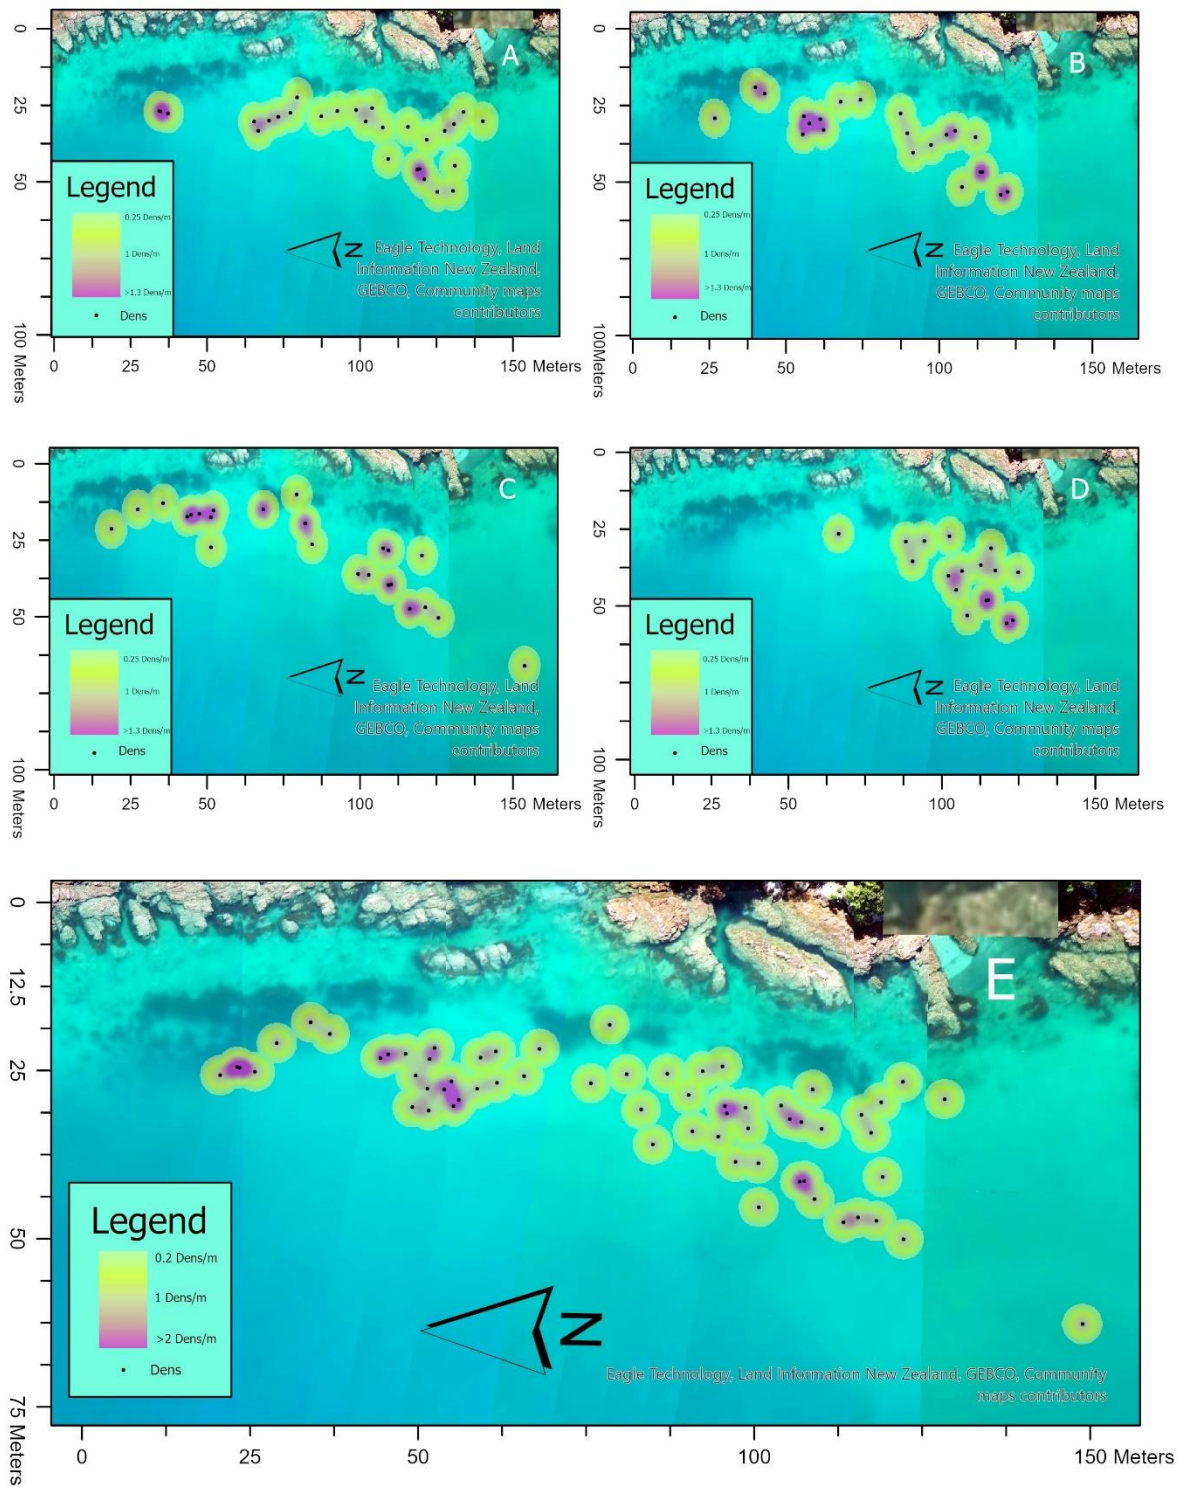 A
0
25
50
100 Meters
Legend
0.25 Dens/m
1 Dens/m
>1.3 Dens/m
Dens
N
Eagle Technology, Land
Information New Zealand,
GEBCO, Community maps
contributors
0
25
50
100
150 Meters
B
0
25
50
100Meters
Legend
0.25 Dens/m
1 Dens/m
>1.3 Dens/m
Dens
N
Eagle Technology, Land
Information New Zealand,
GEBCO, Community maps
contributors
0
25
50
100
150 Meters
C
0
25
50
100 Meters
Legend
0.25 Dens/m
1 Dens/m
>1.3 Dens/m
Dens
N
Eagle Technology, Land
Information New Zealand,
GEBCO, Community maps
contributors
0
25
50
100
150 Meters
D
0
25
50
100 Meters
Legend
0.25 Dens/m
1 Dens/m
>1.3 Dens/m
Dens
N
Eagle Technology, Land
Information New Zealand,
GEBCO, Community maps
contributors
0
25
50
100
150 Meters
E
0
12.5
25
50
75 Meters
Legend
0.2 Dens/m
1 Dens/m
>2 Dens/m
Dens
N
Eagle Technology, Land Information New Zealand, GEBCO, Community
maps contributors
0
25
50
100
150 Meters